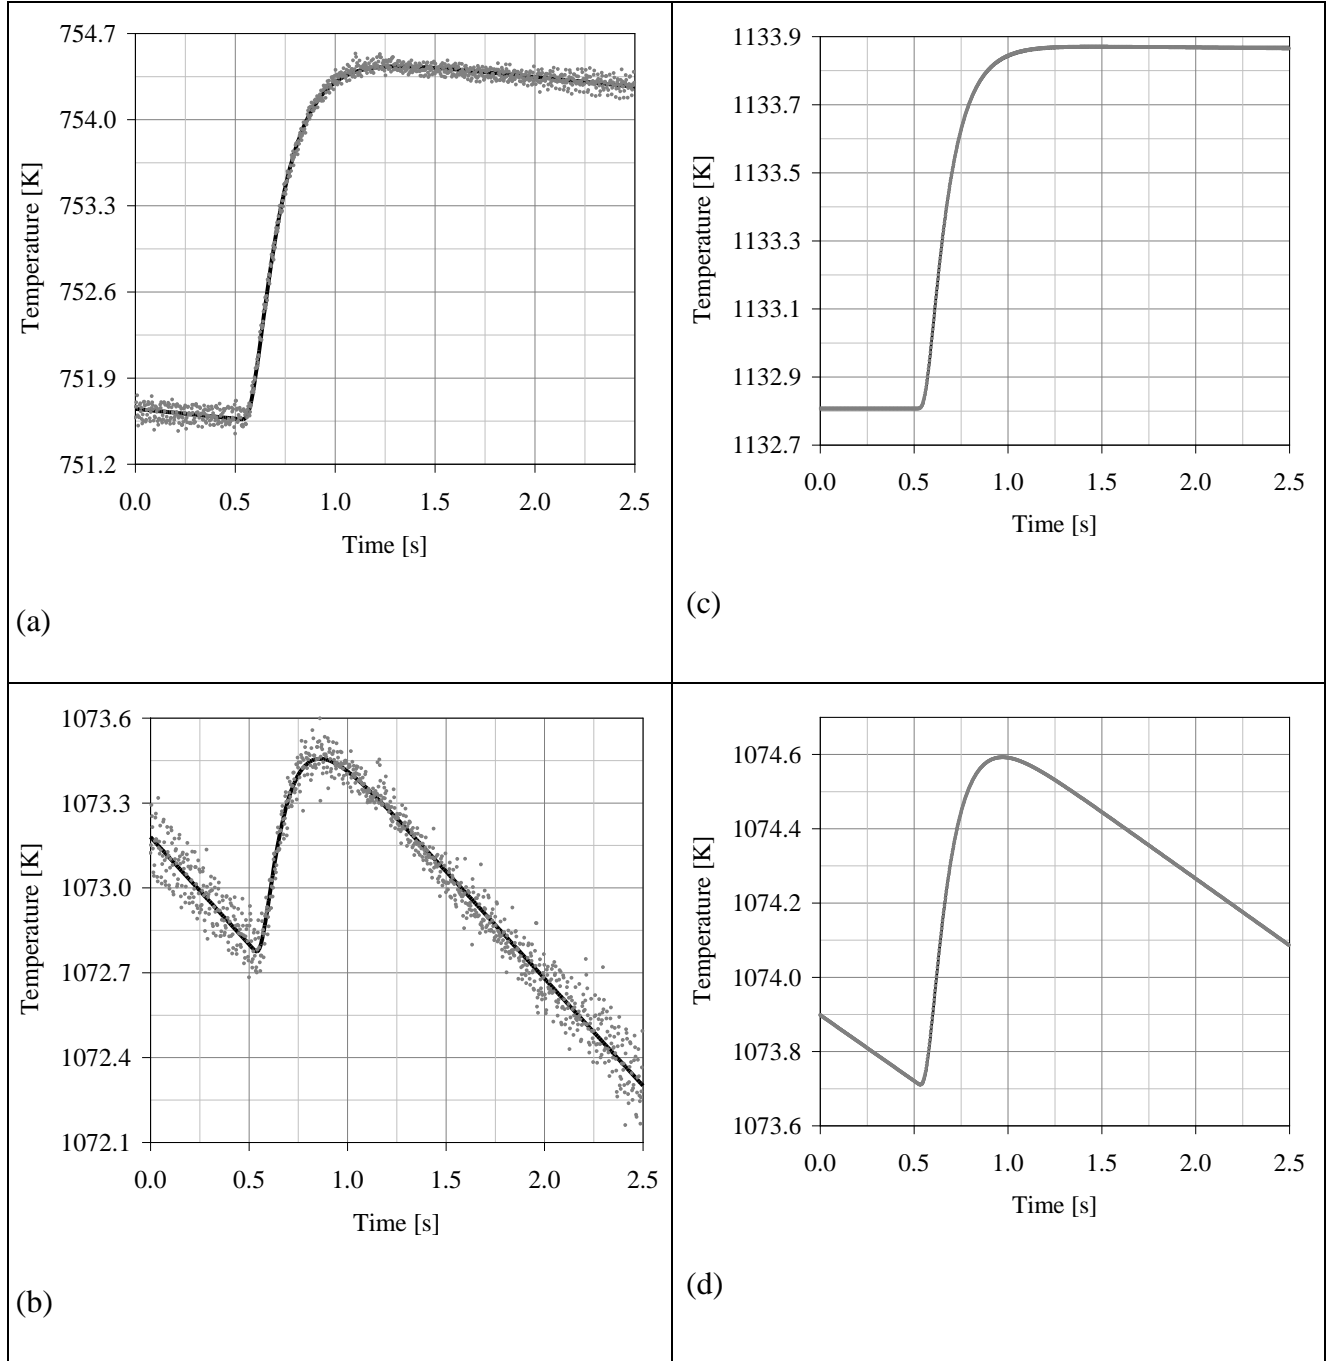 754.7
754.0
753.3
752.6
751.9
751.2
Temperature [K]
0.0 0.5 1.0 1.5 2.0 2.5
Time [s]
(a)
1133.9
1133.7
1133.5
1133.3
1133.1
1132.9
1132.7
Temperature [K]
0.0 0.5 1.0 1.5 2.0 2.5
Time [s]
(c)
1073.6
1073.3
1073.0
1072.7
1072.4
1072.1
Temperature [K]
0.0 0.5 1.0 1.5 2.0 2.5
Time [s]
(b)
1074.6
1074.4
1074.2
1074.0
1073.8
1073.6
Temperature [K]
0.0 0.5 1.0 1.5 2.0 2.5
Time [s]
(d)